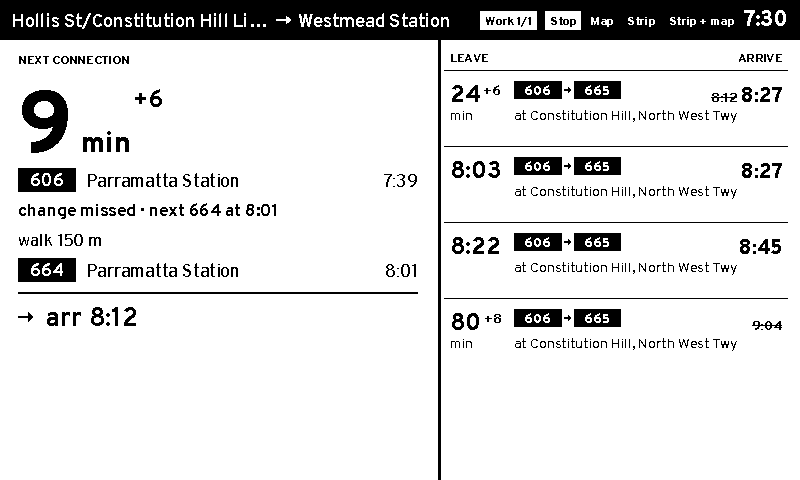 Hollis St/Constitution Hill Li... → Westmead Station Work 1/1 Stop Map Strip Strip + map 7:30
NEXT CONNECTION
9 min +6
606 Parramatta Station 7:39
change missed · next 664 at 8:01
walk 150 m
664 Parramatta Station 8:01
→ arr 8:12
LEAVE ARRIVE
24 +6 min 606 → 665 8:12 8:27
at Constitution Hill, North West Twy
8:03 606 → 665 8:27
at Constitution Hill, North West Twy
8:22 606 → 665 8:45
at Constitution Hill, North West Twy
80 +8 min 606 → 665 9:04
at Constitution Hill, North West Twy